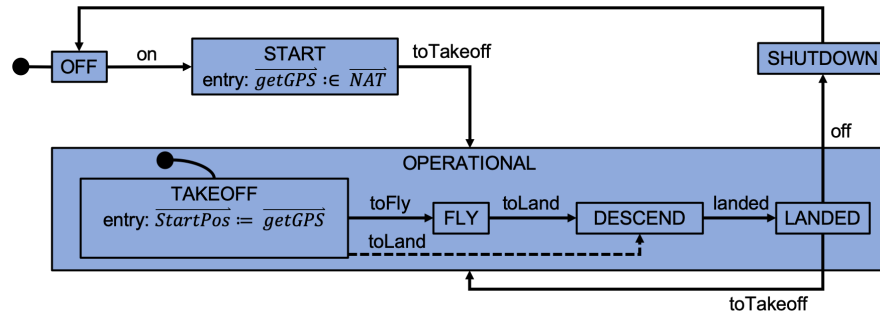 OFF
on
START
entry: getGPS :∈ NAT
toTakeoff
SHUTDOWN
off
OPERATIONAL
TAKEOFF
entry: StartPos := getGPS
toFly
FLY
toLand
DESCEND
landed
LANDED
toLand
toTakeoff